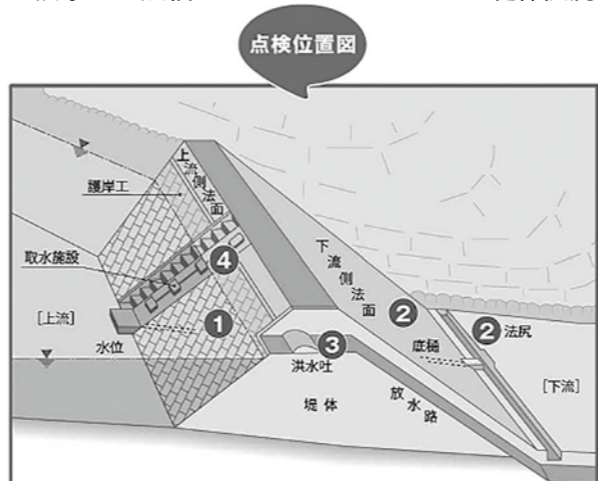 点検位置図
上流側法面
護岸工
取水施設
4
下流側法面
[上流]
1
2
2 法尻
水位
3
底樋
洪水吐
[下流]
堤体
放水路